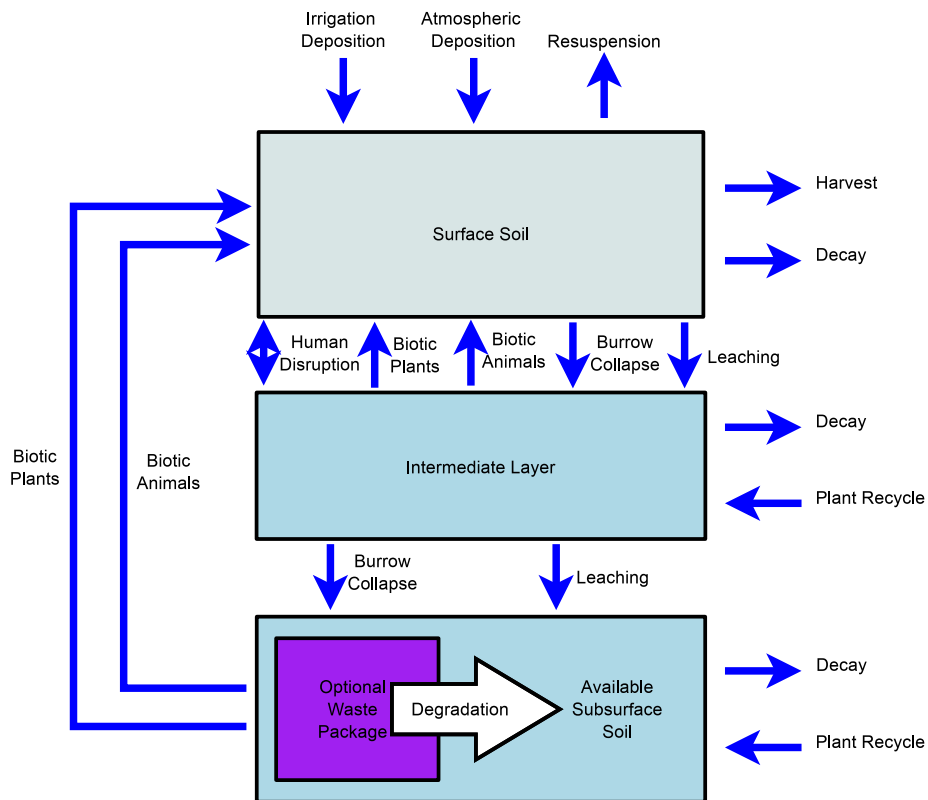 Irrigation
Deposition
Atmospheric
Deposition
Resuspension
Surface Soil
Harvest
Decay
Human
Disruption
Biotic
Plants
Biotic
Animals
Burrow
Collapse
Leaching
Intermediate Layer
Decay
Plant Recycle
Biotic
Plants
Biotic
Animals
Burrow
Collapse
Leaching
Optional
Waste
Package
Degradation
Available
Subsurface
Soil
Decay
Plant Recycle